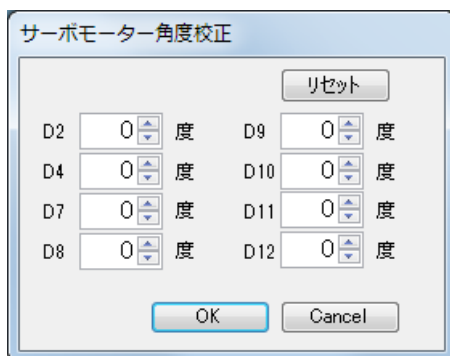 サーボモーター角度校正
リセット
D2 0 度 D9 0 度
D4 0 度 D10 0 度
D7 0 度 D11 0 度
D8 0 度 D12 0 度
OK Cancel